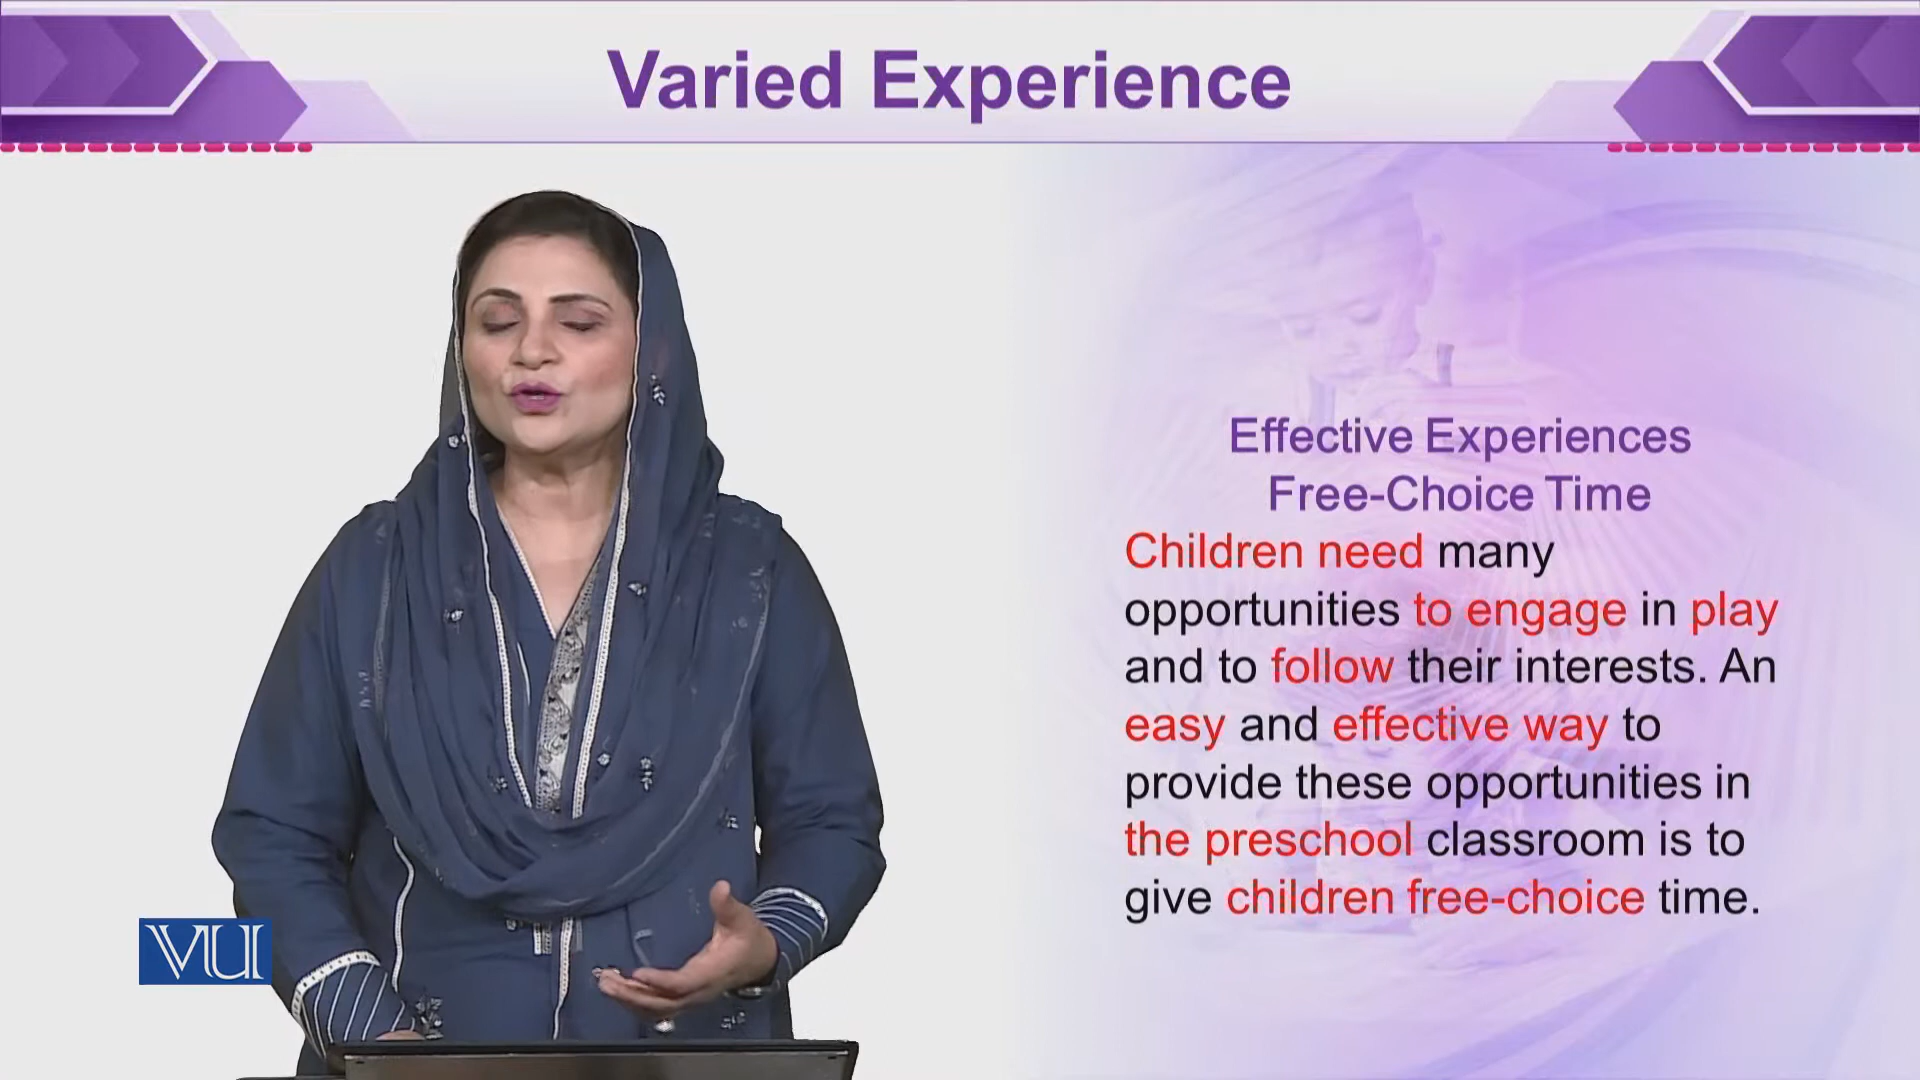 Varied Experience
Effective Experiences
Free-Choice Time
Children need many
opportunities to engage in play
and to follow their interests. An
easy and effective way to
provide these opportunities in
the preschool classroom is to
give children free-choice time.
VU